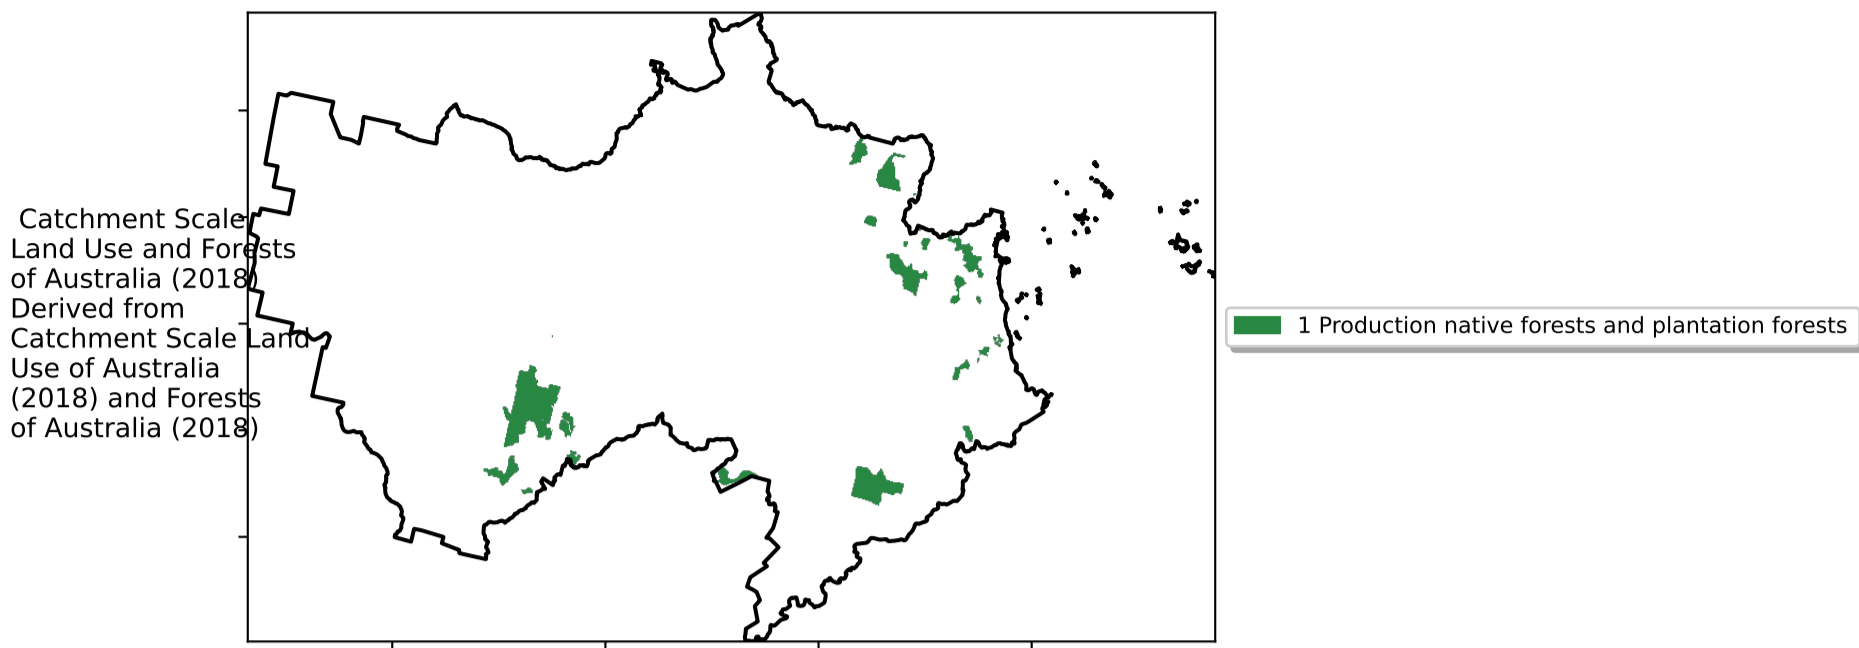 Catchment Scale
Land Use and Forests
of Australia (2018)
Derived from
Catchment Scale Land
Use of Australia
(2018) and Forests
of Australia (2018)
1 Production native forests and plantation forests